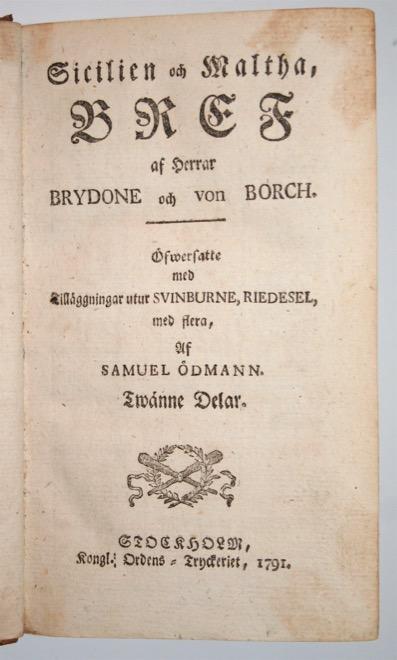 Sicilien och Maltha,
BREF
af Herrar
BRYDONE och von BORCH.
Öfwersatte
med
Tilläggningar utur SVINBURNE, RIEDESEL,
med flera,
Af
SAMUEL ÖDMANN.
Twänne Delar.
STOCKHOLM,
Kongl. Ordens-Tryckeriet, 1791.